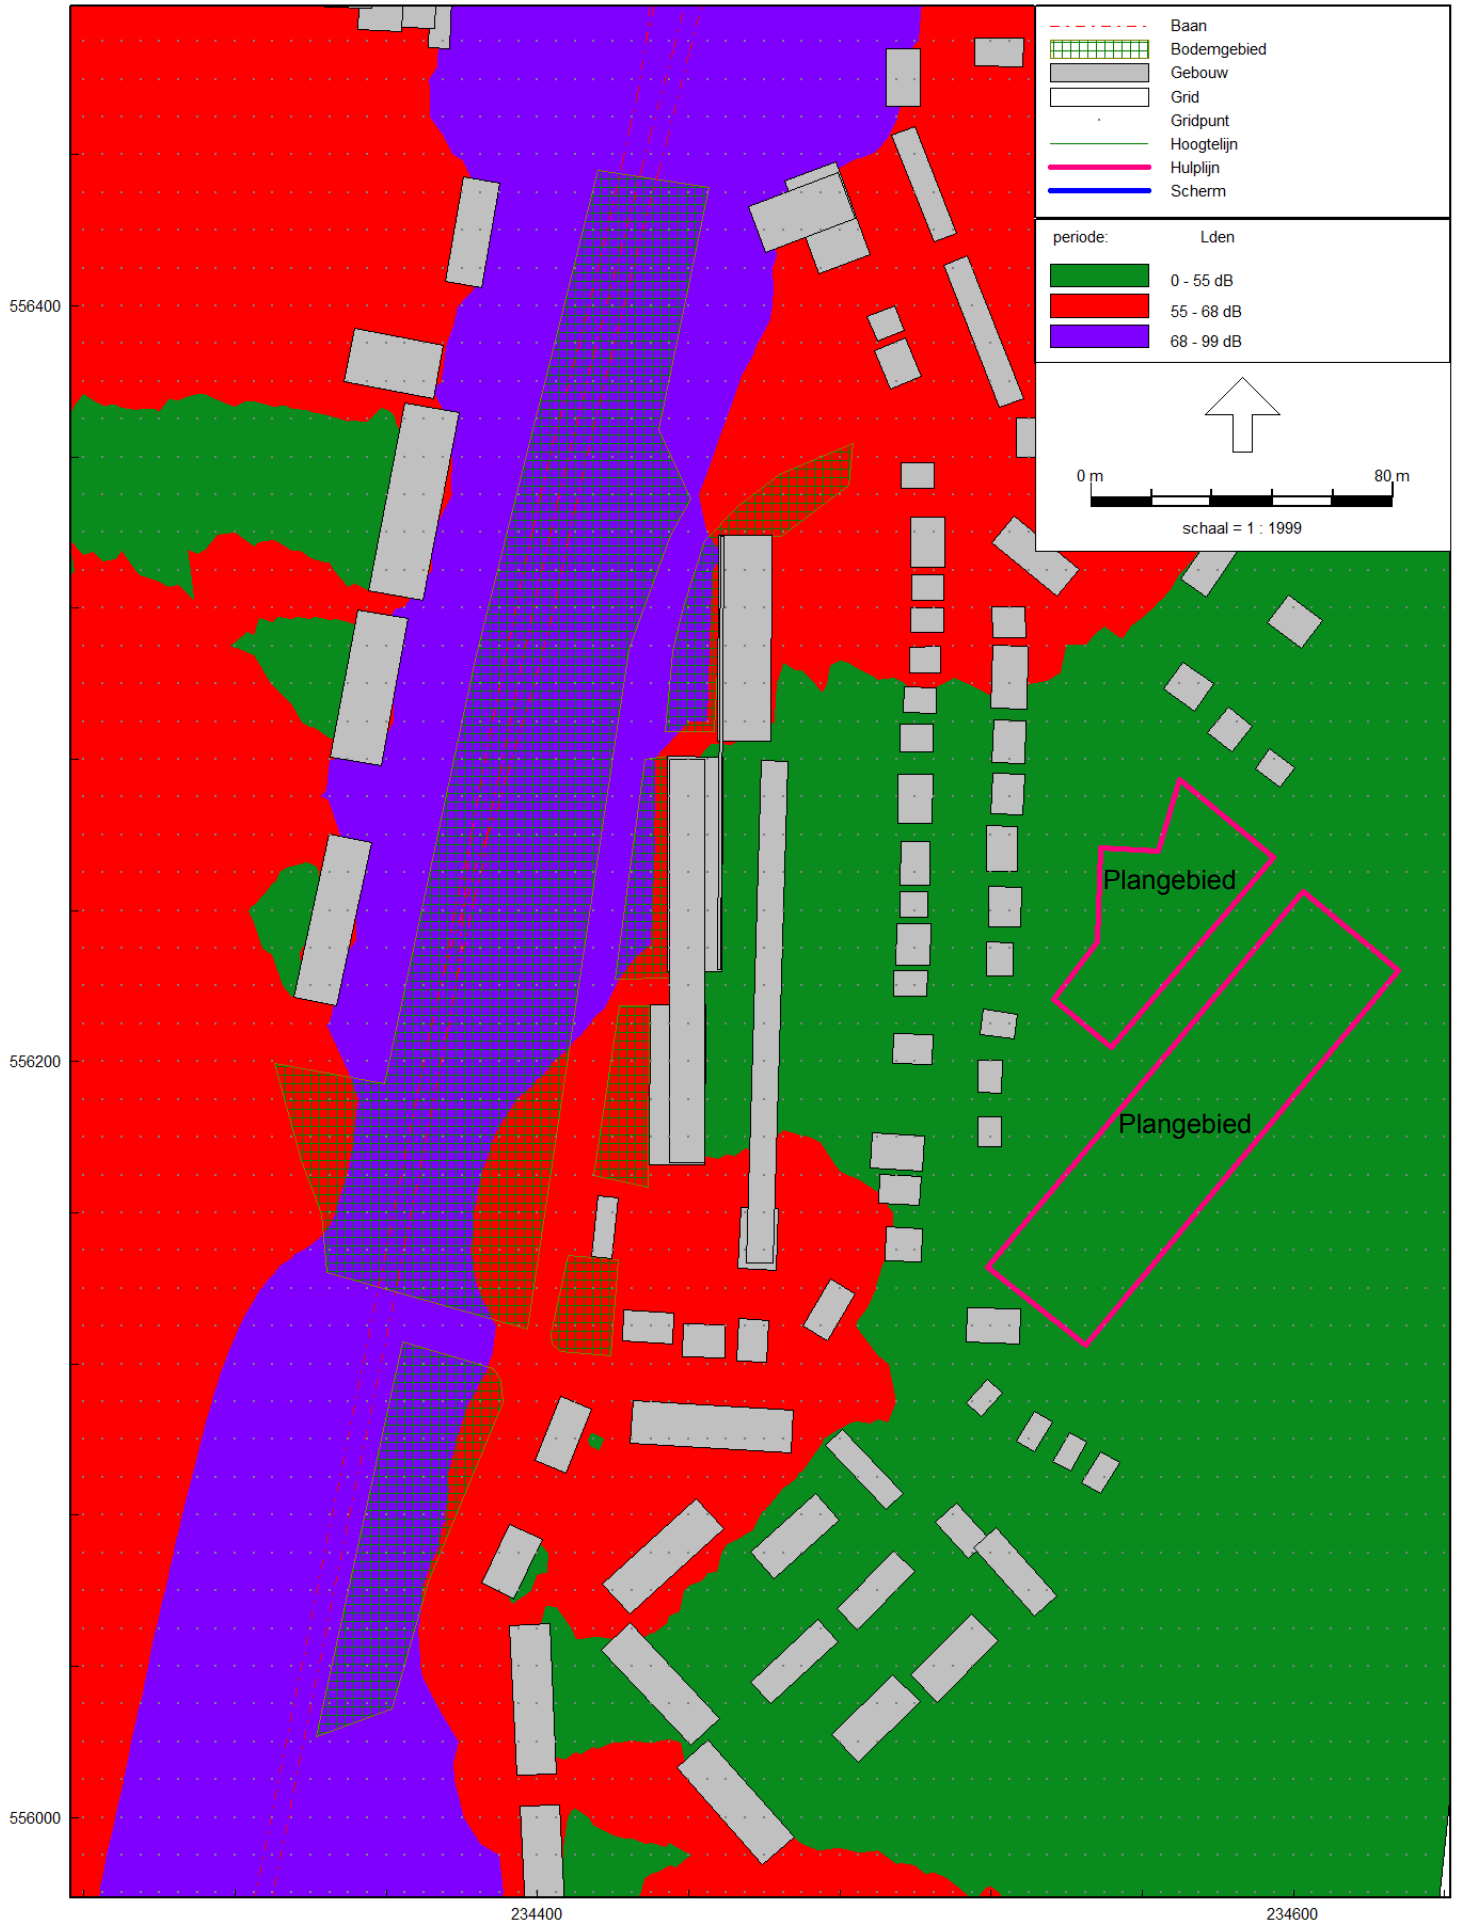 Baan
Bodemgebied
Gebouw
Grid
Gridpunt
Hoogtelijn
Hulplijn
Scherm
periode: Lden
0 - 55 dB
55 - 68 dB
68 - 99 dB
0 m 80 m
schaal = 1 : 1999
556400
Plangebied
556200
Plangebied
556000
234400 234600